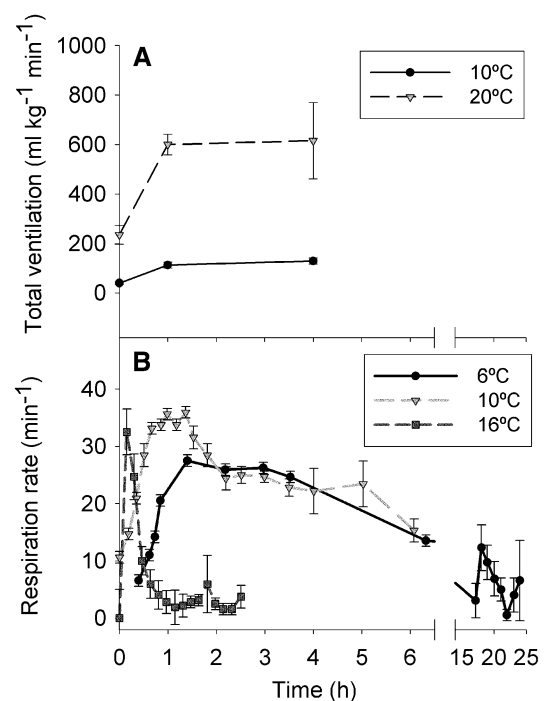 A
Total ventilation (ml kg⁻¹ min⁻¹)
1000
800
600
400
200
0
10ºC
20ºC
B
Respiration rate (min⁻¹)
40
30
20
10
0
6ºC
10ºC
16ºC
0 1 2 3 4 5 6 15 20 25
Time (h)